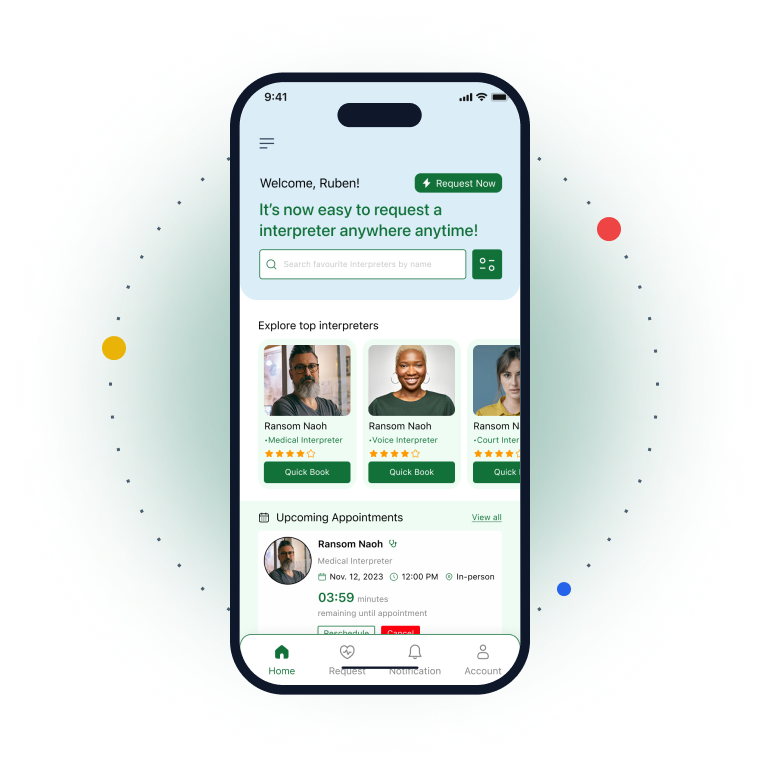 9:41
Welcome, Ruben!
Request Now
It's now easy to request a
interpreter anywhere anytime!
Search favourite Interpreters by name
Explore top interpreters
Ransom Naoh
•Medical Interpreter
Quick Book
Ransom Naoh
•Voice Interpreter
Quick Book
Ransom N
•Court Inter
Quick
Upcoming Appointments
View all
Ransom Naoh
Medical Interpreter
Nov. 12, 2023 12:00 PM In-person
03:59 minutes
remaining until appointment
Reschedule Cancel
Home Request Notification Account